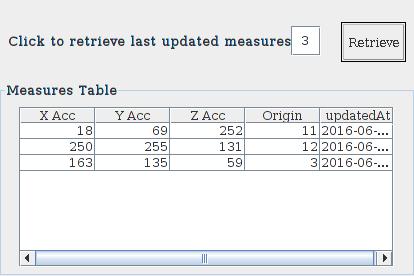 Click to retrieve last updated measures 3 Retrieve
Measures Table
X Acc Y Acc Z Acc Origin updatedAt
18 69 252 11 2016-06-...
250 255 131 12 2016-06-...
163 135 59 3 2016-06-...